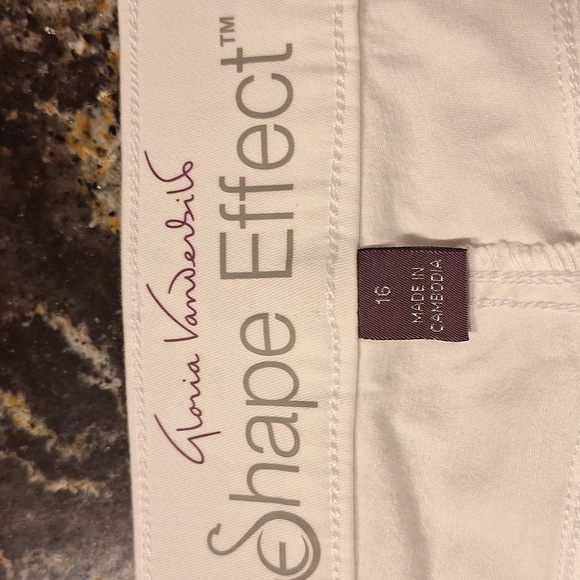 Gloria Vanderbilt
Shape Effect™
16
MADE IN
CAMBODIA